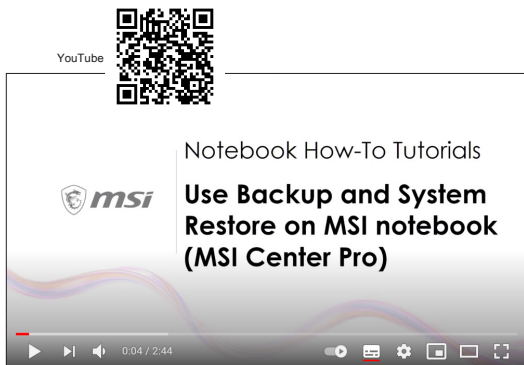 YouTube
Notebook How-To Tutorials
msi
Use Backup and System
Restore on MSI notebook
(MSI Center Pro)
0:04 / 2:44